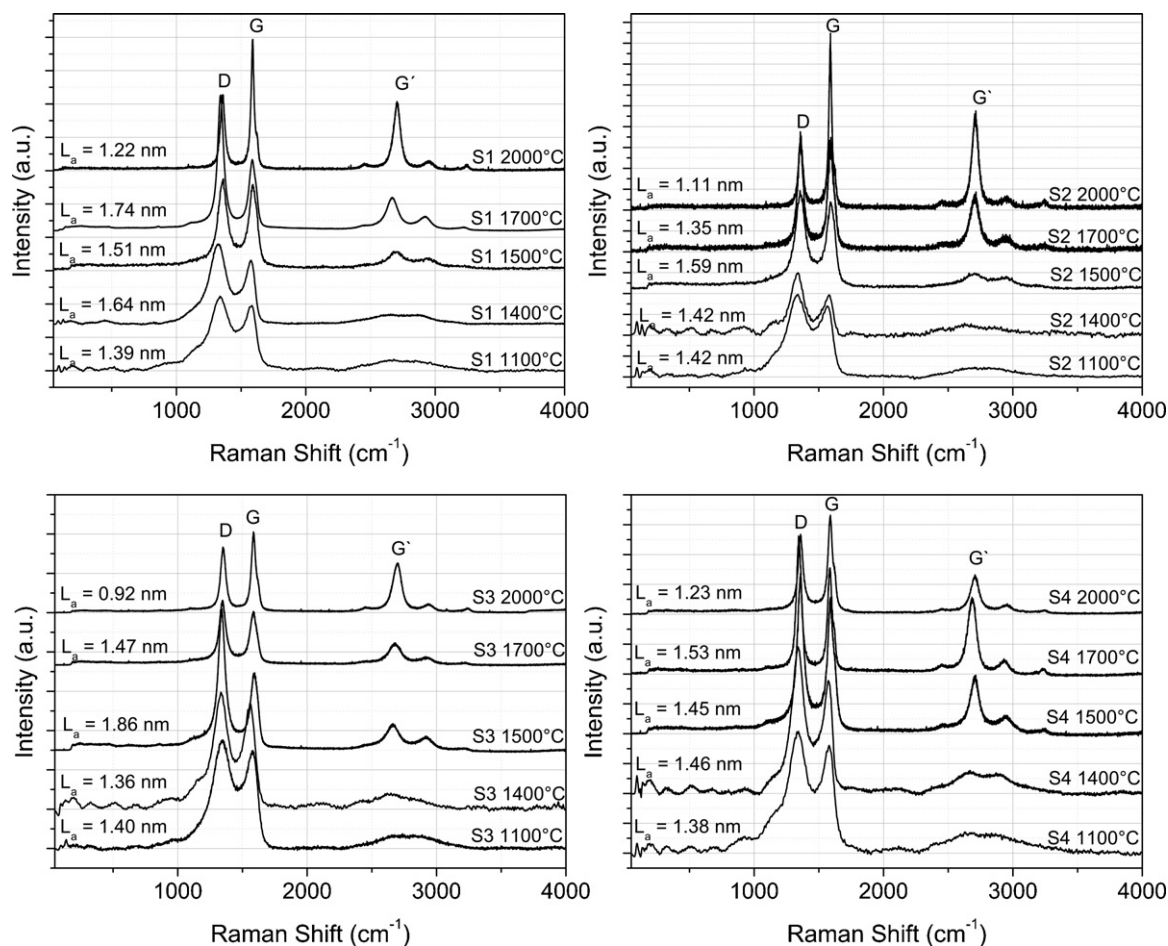 D
G
G´
Intensity (a.u.)
Lₐ = 1.22 nm
S1 2000°C
Lₐ = 1.74 nm
S1 1700°C
Lₐ = 1.51 nm
S1 1500°C
Lₐ = 1.64 nm
S1 1400°C
Lₐ = 1.39 nm
S1 1100°C
1000 2000 3000 4000
Raman Shift (cm⁻¹)
D
G
G`
Intensity (a.u.)
Lₐ = 1.11 nm
S2 2000°C
Lₐ = 1.35 nm
S2 1700°C
Lₐ = 1.59 nm
S2 1500°C
Lₐ = 1.42 nm
S2 1400°C
Lₐ = 1.42 nm
S2 1100°C
1000 2000 3000 4000
Raman Shift (cm⁻¹)
D
G
G`
Intensity (a.u.)
Lₐ = 0.92 nm
S3 2000°C
Lₐ = 1.47 nm
S3 1700°C
Lₐ = 1.86 nm
S3 1500°C
Lₐ = 1.36 nm
S3 1400°C
Lₐ = 1.40 nm
S3 1100°C
1000 2000 3000 4000
Raman Shift (cm⁻¹)
D
G
G`
Intensity (a.u.)
Lₐ = 1.23 nm
S4 2000°C
Lₐ = 1.53 nm
S4 1700°C
Lₐ = 1.45 nm
S4 1500°C
Lₐ = 1.46 nm
S4 1400°C
Lₐ = 1.38 nm
S4 1100°C
1000 2000 3000 4000
Raman Shift (cm⁻¹)